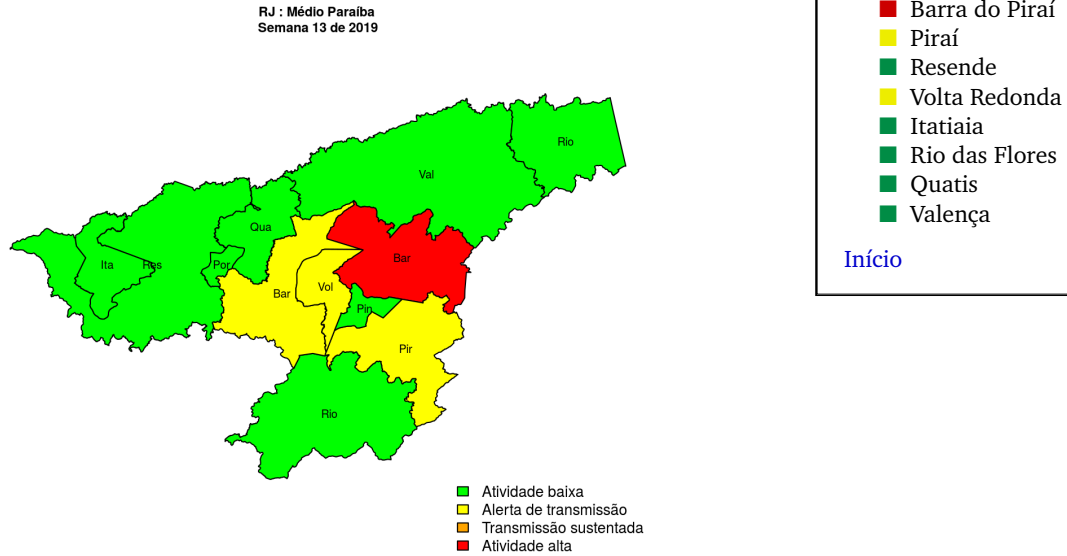 RJ : Médio Paraíba
Semana 13 de 2019
Rio
Val
Qua
Bar
Ita
Res
Por
Bar
Vol
Pin
Pir
Rio
Atividade baixa
Alerta de transmissão
Transmissão sustentada
Atividade alta
Barra do Piraí
Piraí
Resende
Volta Redonda
Itatiaia
Rio das Flores
Quatis
Valença
Início